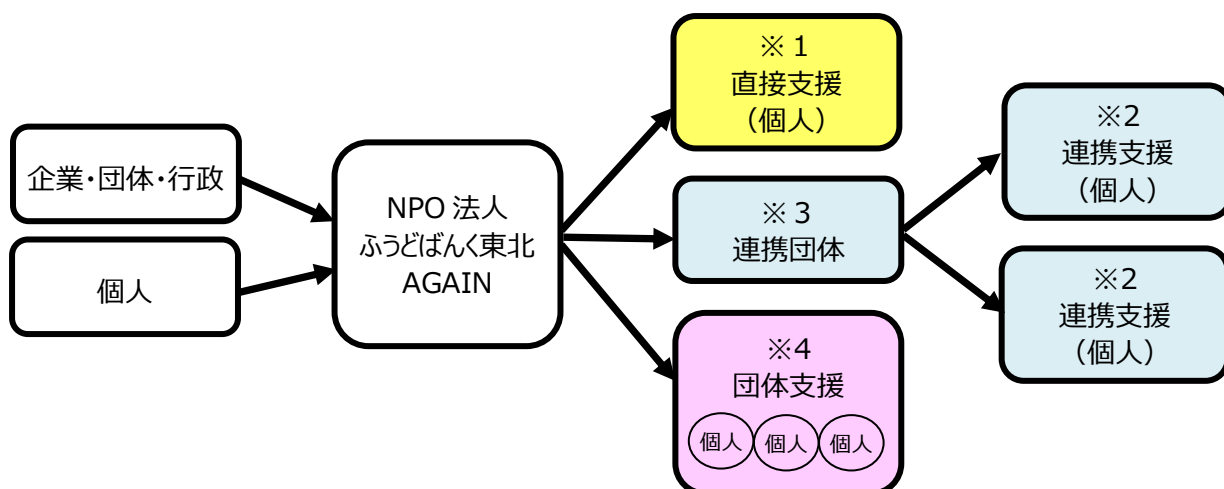 企業・団体・行政
個人
NPO 法人
ふうどばんく東北
AGAIN
※1
直接支援
（個人）
※3
連携団体
※4
団体支援
個人 個人 個人
※2
連携支援
（個人）
※2
連携支援
（個人）